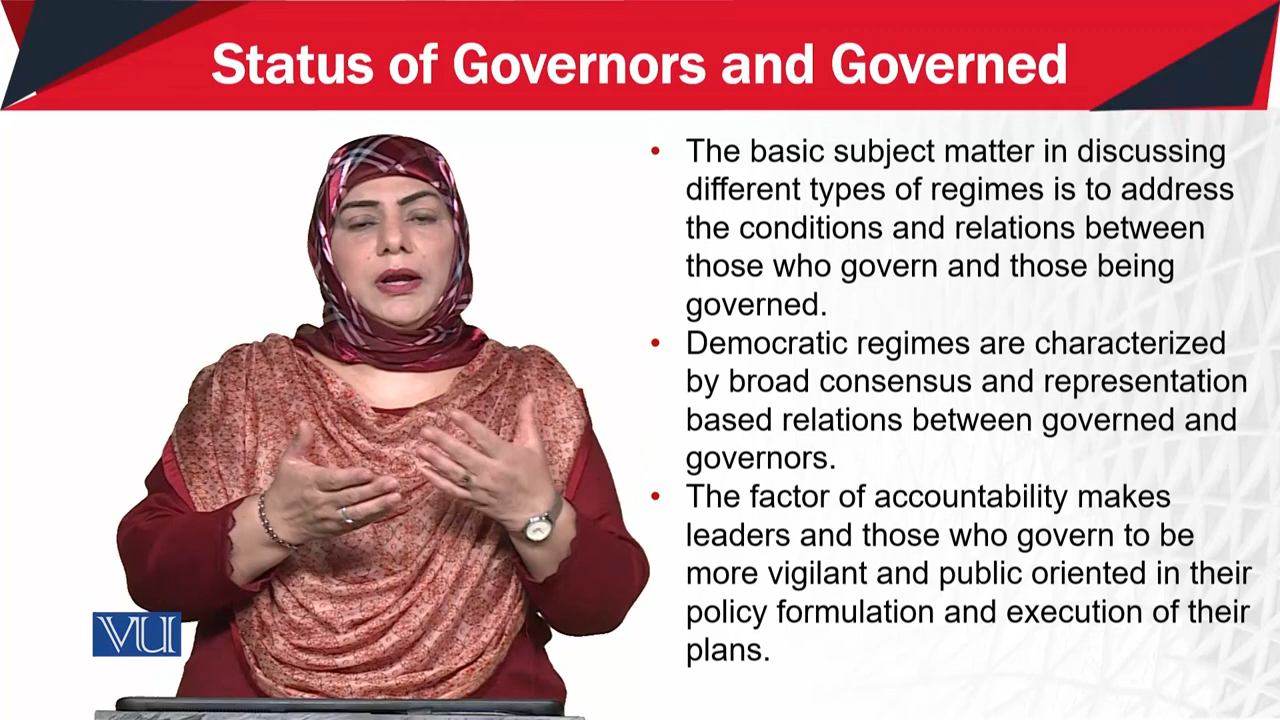 Status of Governors and Governed
• The basic subject matter in discussing
different types of regimes is to address
the conditions and relations between
those who govern and those being
governed.
• Democratic regimes are characterized
by broad consensus and representation
based relations between governed and
governors.
• The factor of accountability makes
leaders and those who govern to be
more vigilant and public oriented in their
policy formulation and execution of their
plans.
VU